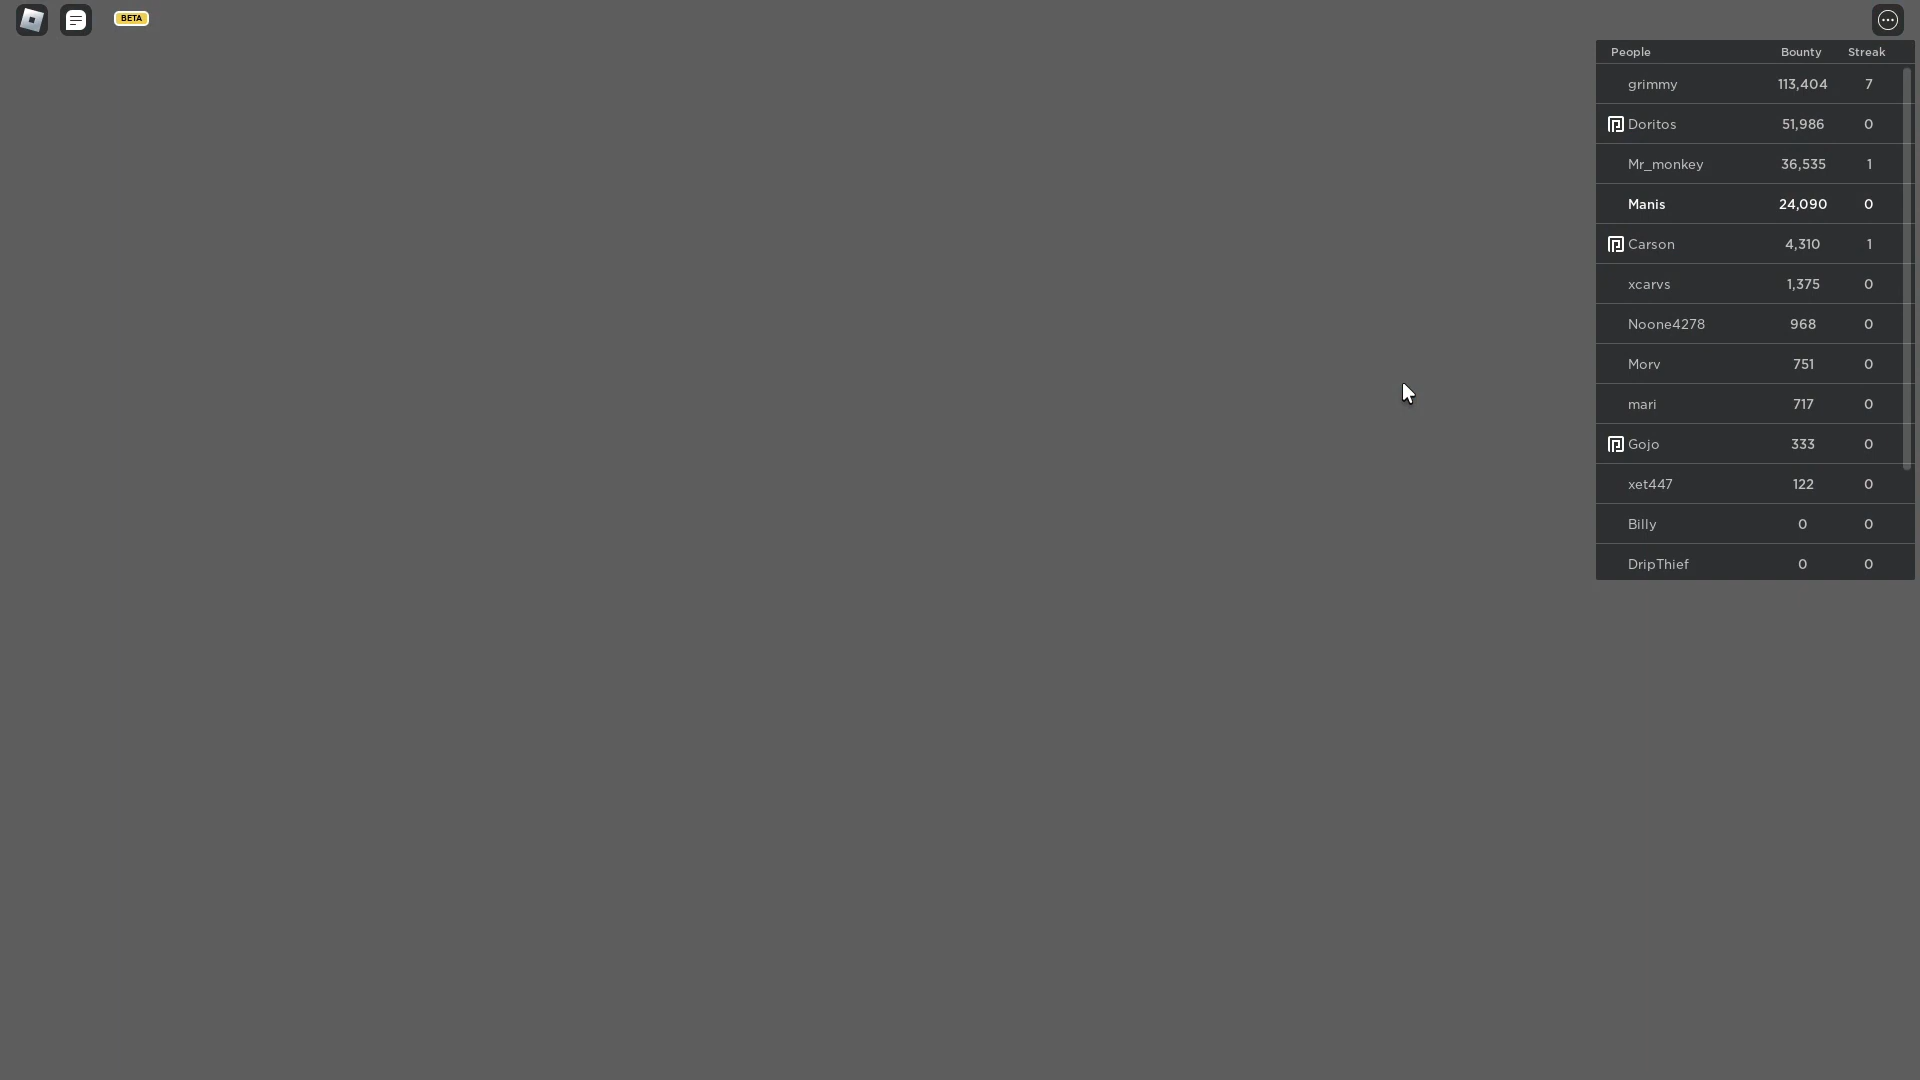 BETA
People Bounty Streak
grimmy 113,404 7
Doritos 51,986 0
Mr_monkey 36,535 1
Manis 24,090 0
Carson 4,310 1
xcarvs 1,375 0
Noone4278 968 0
Morv 751 0
mari 717 0
Gojo 333 0
xet447 122 0
Billy 0 0
DripThief 0 0